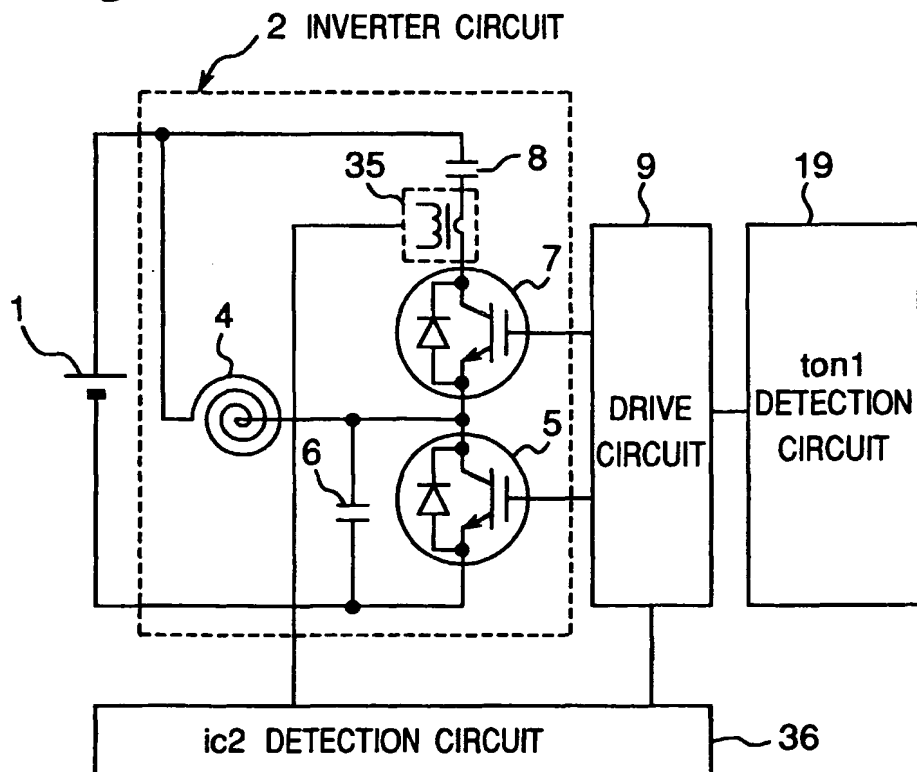 2 INVERTER CIRCUIT
8
35
9
19
7
1
4
ton1
DETECTION
CIRCUIT
DRIVE
CIRCUIT
5
6
ic2 DETECTION CIRCUIT
36